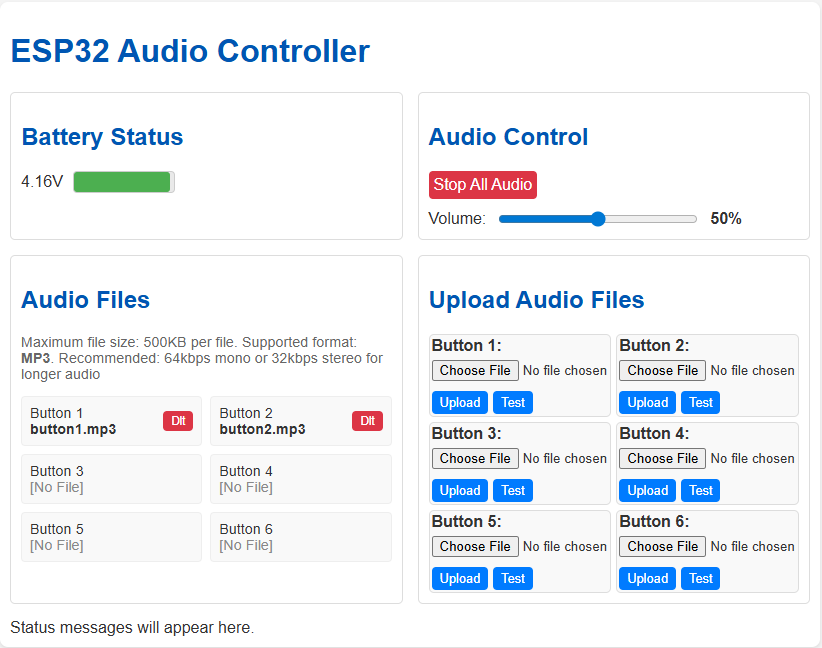 ESP32 Audio Controller
Battery Status
4.16V
Audio Control
Stop All Audio
Volume: 50%
Audio Files
Maximum file size: 500KB per file. Supported format:
MP3. Recommended: 64kbps mono or 32kbps stereo for
longer audio
Button 1
button1.mp3
Dlt
Button 2
button2.mp3
Dlt
Button 3
[No File]
Button 4
[No File]
Button 5
[No File]
Button 6
[No File]
Upload Audio Files
Button 1:
Choose File No file chosen
Upload Test
Button 2:
Choose File No file chosen
Upload Test
Button 3:
Choose File No file chosen
Upload Test
Button 4:
Choose File No file chosen
Upload Test
Button 5:
Choose File No file chosen
Upload Test
Button 6:
Choose File No file chosen
Upload Test
Status messages will appear here.